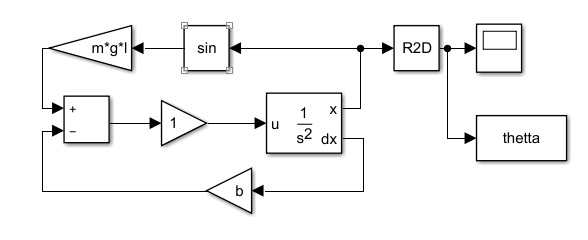 m*g*l
sin
R2D
+
−
1
u
1
s²
x
dx
thetta
b